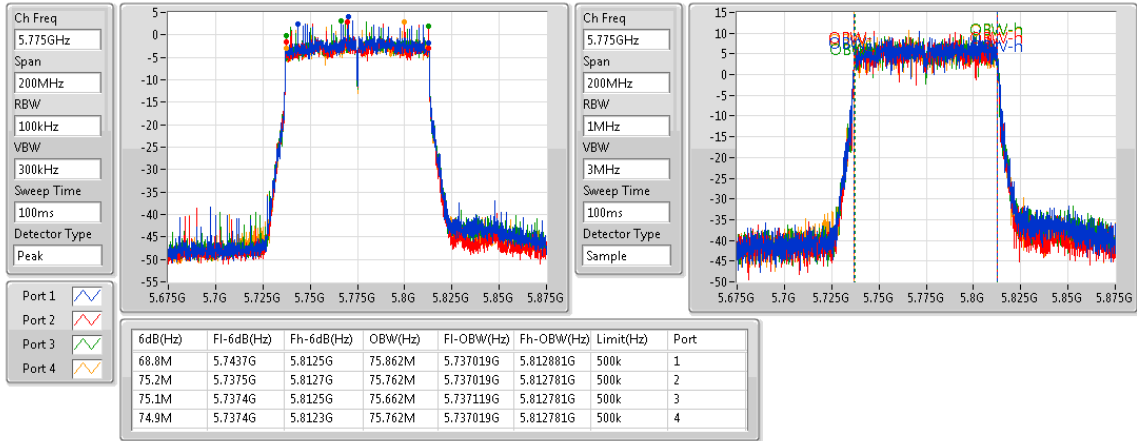 Ch Freq
5.775GHz
Span
200MHz
RBW
100kHz
VBW
300kHz
Sweep Time
100ms
Detector Type
Peak
Port 1
Port 2
Port 3
Port 4
5
0
-5
-10
-15
-20
-25
-30
-35
-40
-45
-50
-55
5.675G 5.7G 5.725G 5.75G 5.775G 5.8G 5.825G 5.85G 5.875G
Ch Freq
5.775GHz
Span
200MHz
RBW
1MHz
VBW
3MHz
Sweep Time
100ms
Detector Type
Sample
15
10
5
0
-5
-10
-15
-20
-25
-30
-35
-40
-45
-50
OBW-h
5.675G 5.7G 5.725G 5.75G 5.775G 5.8G 5.825G 5.85G 5.875G
6dB(Hz) Fl-6dB(Hz) Fh-6dB(Hz) OBW(Hz) Fl-OBW(Hz) Fh-OBW(Hz) Limit(Hz) Port
68.8M 5.7437G 5.8125G 75.862M 5.737019G 5.812881G 500k 1
75.2M 5.7375G 5.8127G 75.762M 5.737019G 5.812781G 500k 2
75.1M 5.7374G 5.8125G 75.662M 5.737119G 5.812781G 500k 3
74.9M 5.7374G 5.8123G 75.762M 5.737019G 5.812781G 500k 4